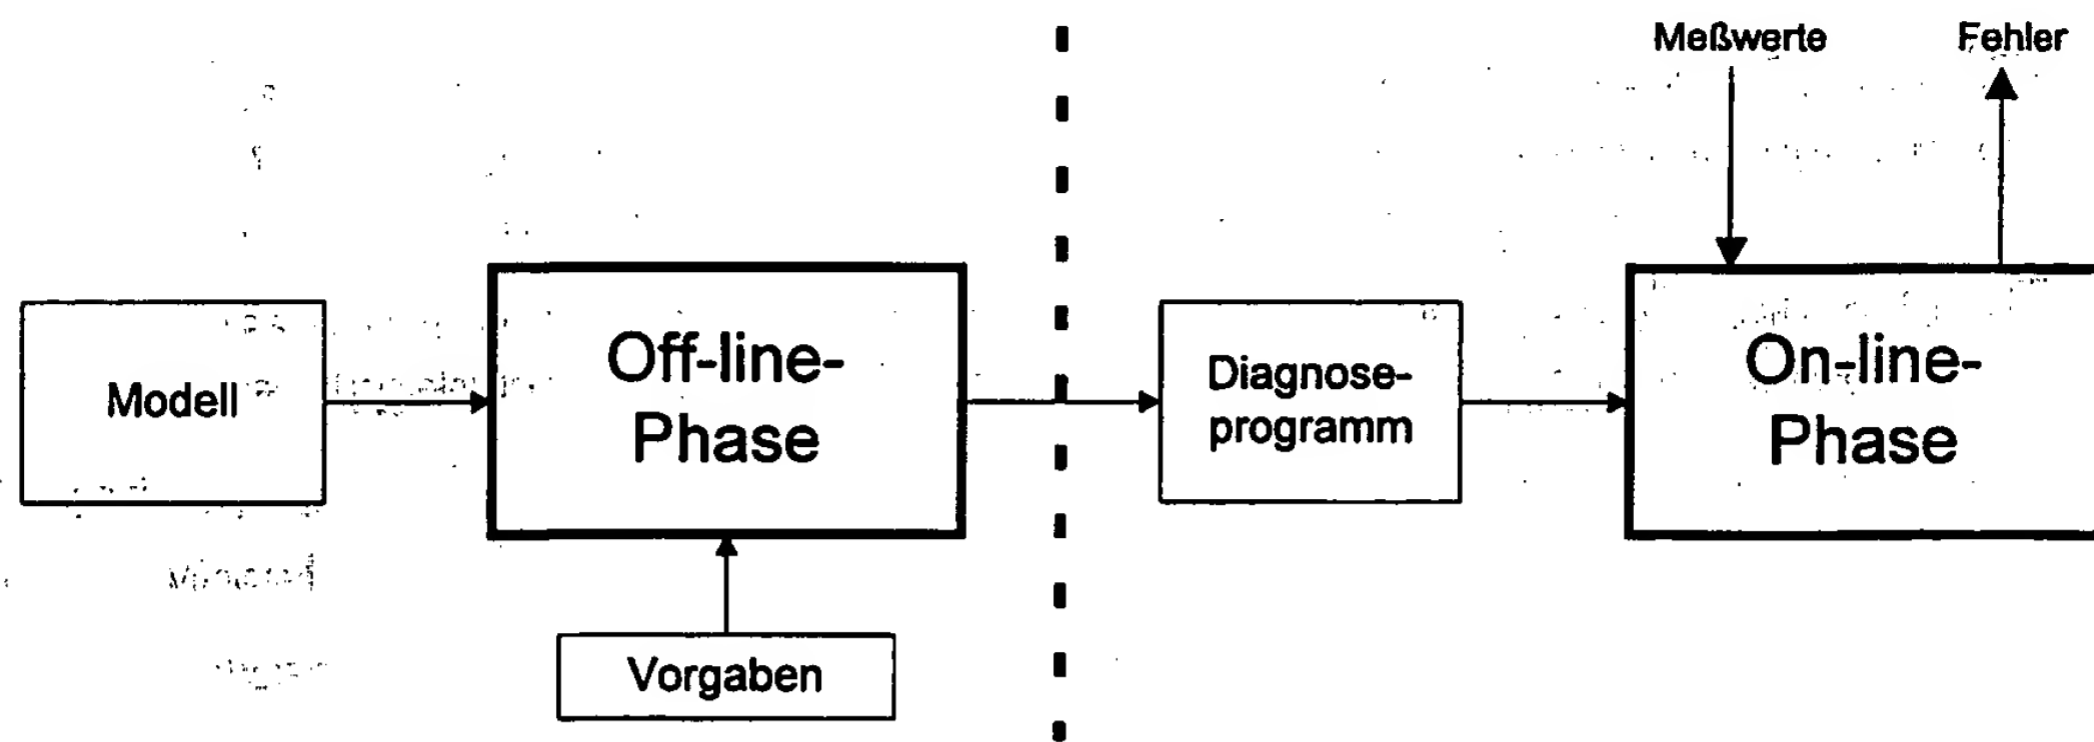 Meßwerte
Fehler
Modell
Off-line-
Phase
Diagnose-
programm
On-line-
Phase
Vorgaben